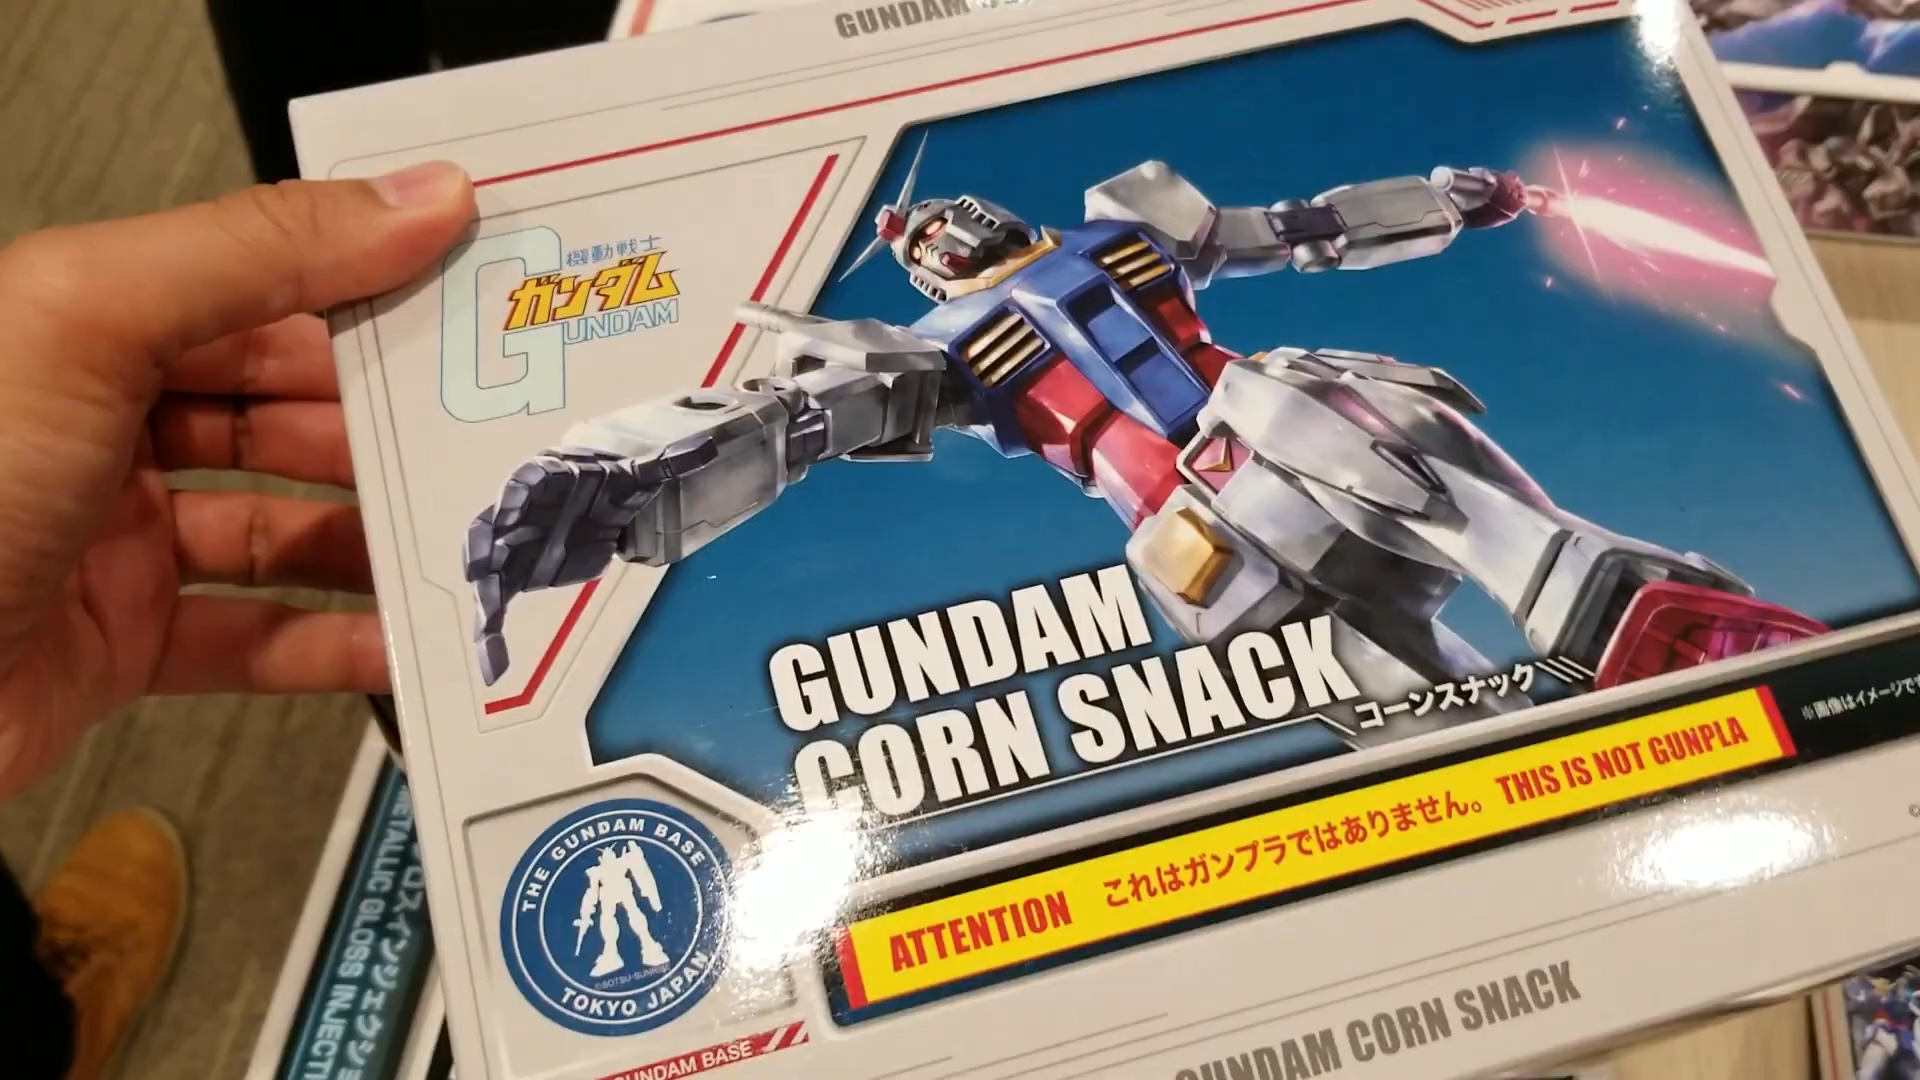 GUNDAM
機動戦士
ガンダム
GUNDAM
GUNDAM
CORN SNACK
コーンスナック
※画像はイメージです
ATTENTION これはガンプラではありません。 THIS IS NOT GUNPLA
THE GUNDAM BASE
©SOTSU・SUNRISE
TOKYO JAPAN
GUNDAM BASE
GUNDAM CORN SNACK
METALLIC GLOSS INJECTI